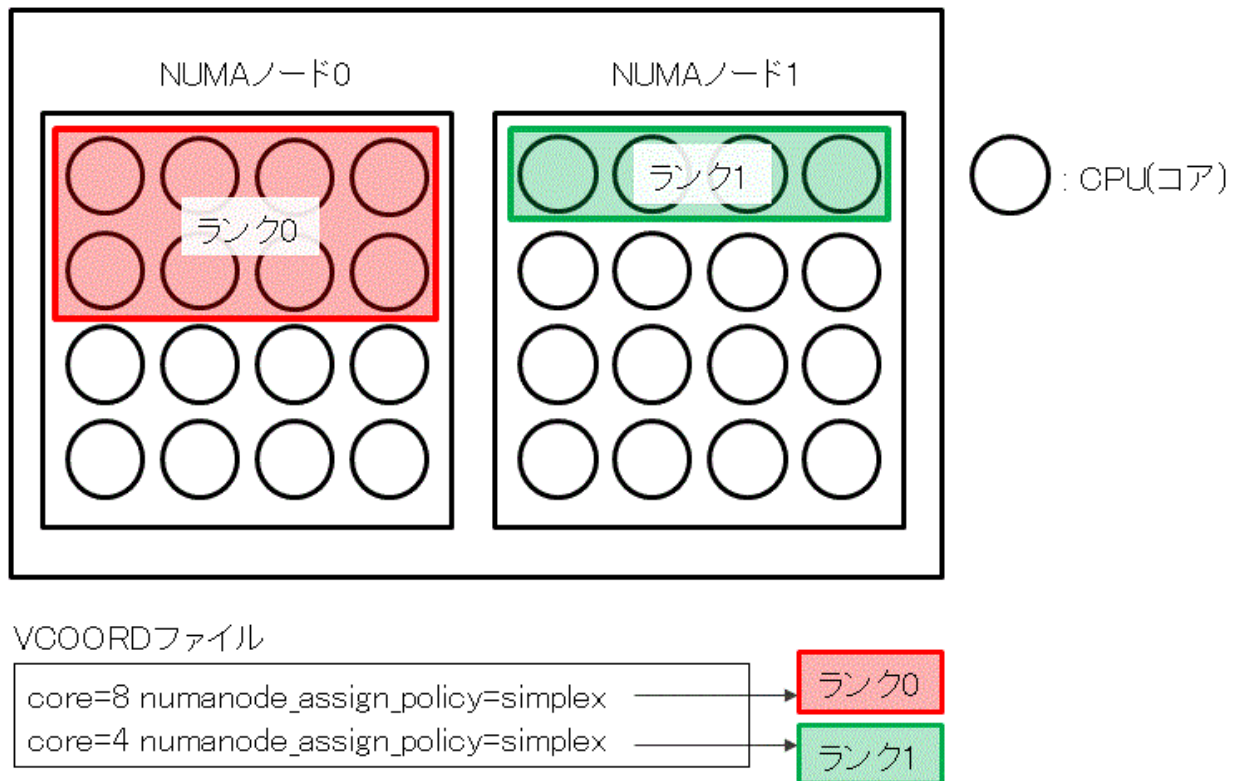 NUMAノード0
NUMAノード1
ランク0
ランク1
: CPU(コア)
VCOORDファイル
core=8 numanode_assign_policy=simplex
ランク0
core=4 numanode_assign_policy=simplex
ランク1